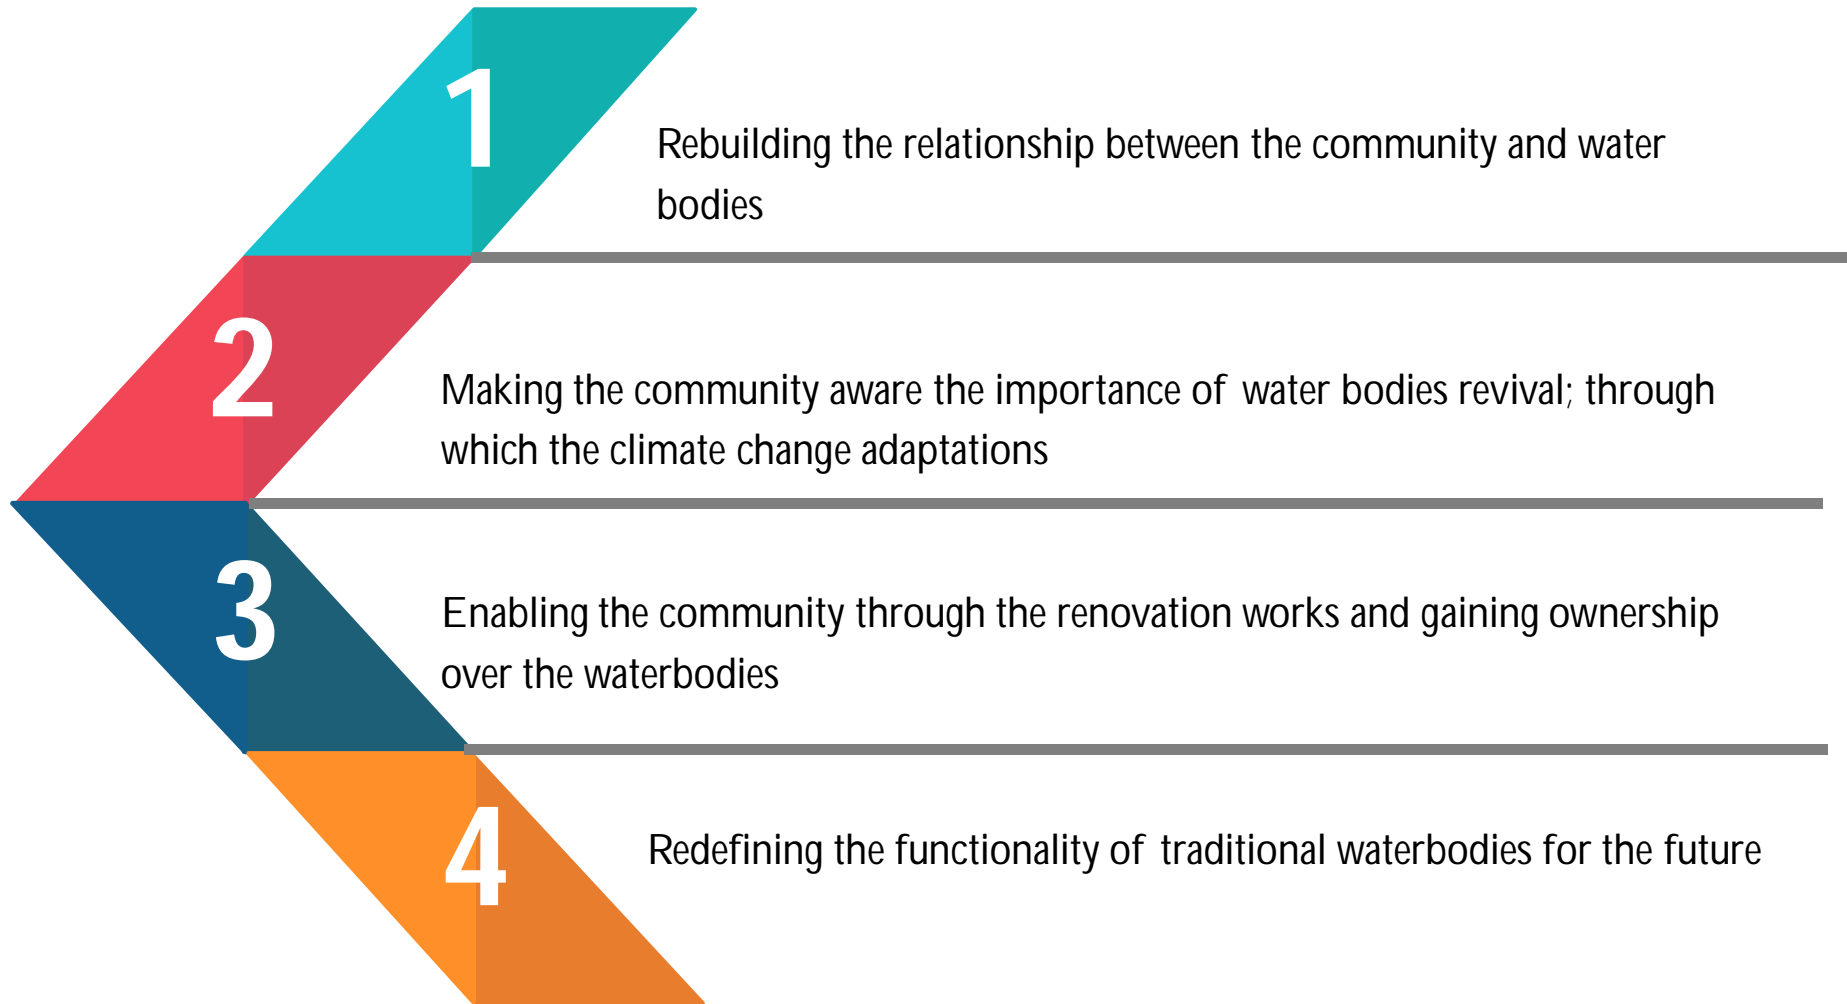 1
Rebuilding the relationship between the community and water
bodies
2
Making the community aware the importance of water bodies revival; through
which the climate change adaptations
3
Enabling the community through the renovation works and gaining ownership
over the waterbodies
4
Redefining the functionality of traditional waterbodies for the future